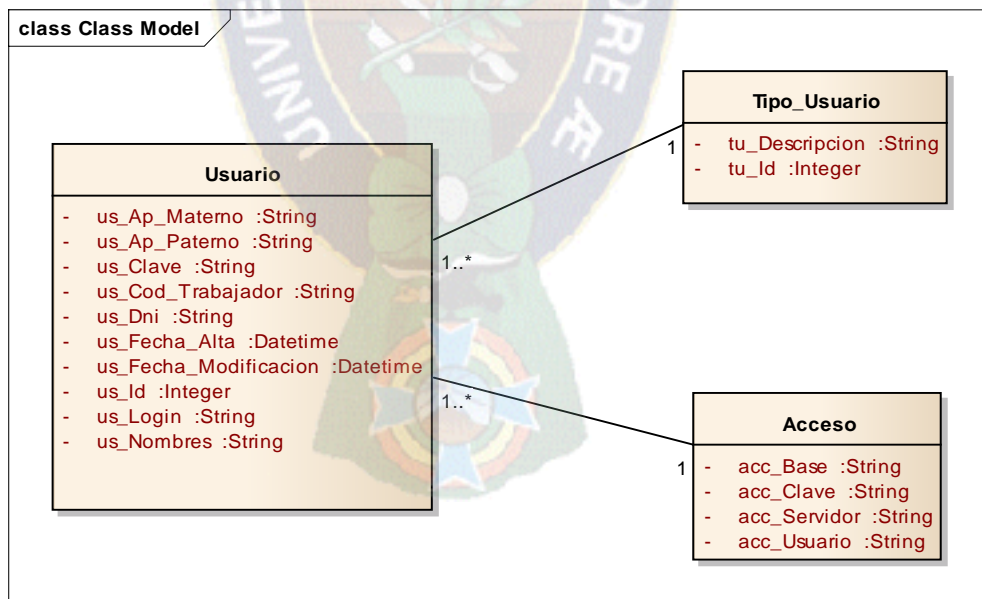 class Class Model
Usuario
- us_Ap_Materno :String
- us_Ap_Paterno :String
- us_Clave :String
- us_Cod_Trabajador :String
- us_Dni :String
- us_Fecha_Alta :Datetime
- us_Fecha_Modificacion :Datetime
- us_Id :Integer
- us_Login :String
- us_Nombres :String
Tipo_Usuario
- tu_Descripcion :String
- tu_Id :Integer
1
1..*
1..*
1
Acceso
- acc_Base :String
- acc_Clave :String
- acc_Servidor :String
- acc_Usuario :String